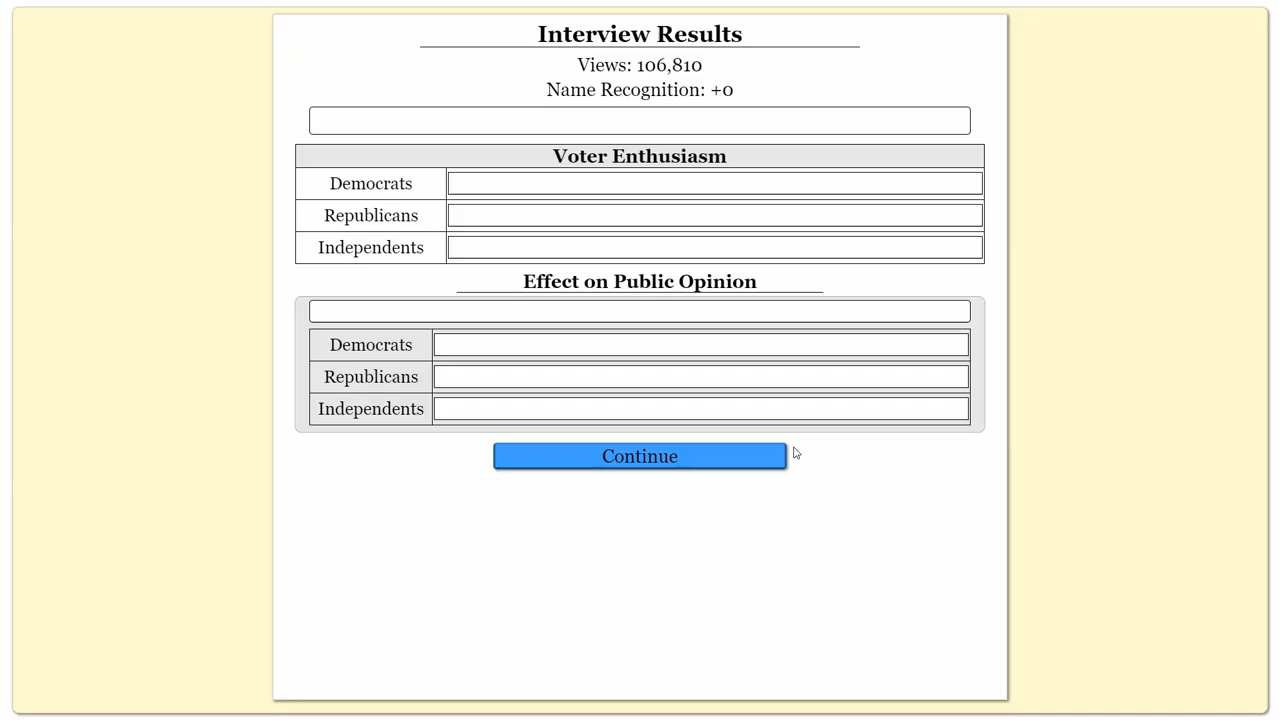 Interview Results
Views: 106,810
Name Recognition: +0
Voter Enthusiasm
Democrats
Republicans
Independents
Effect on Public Opinion
Democrats
Republicans
Independents
Continue